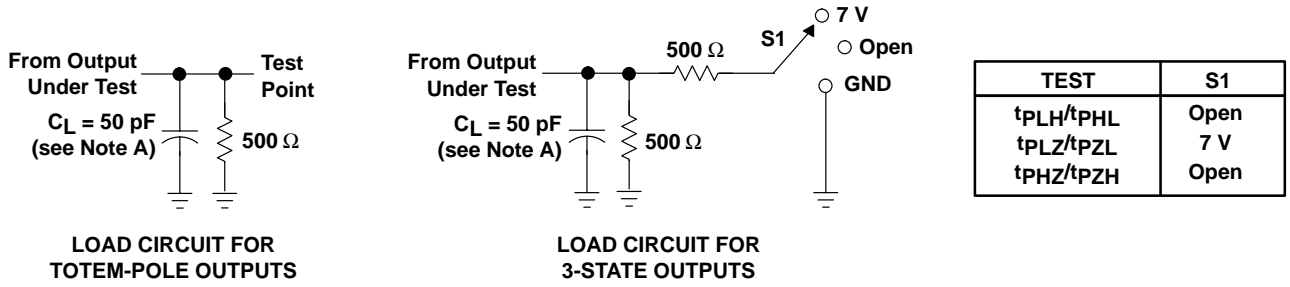 From Output
Under Test
Test
Point
CL = 50 pF
(see Note A)
500 Ω
LOAD CIRCUIT FOR
TOTEM-POLE OUTPUTS
7 V
S1
Open
GND
500 Ω
From Output
Under Test
CL = 50 pF
(see Note A)
500 Ω
LOAD CIRCUIT FOR
3-STATE OUTPUTS
TEST S1
tPLH/tPHL Open
tPLZ/tPZL 7 V
tPHZ/tPZH Open